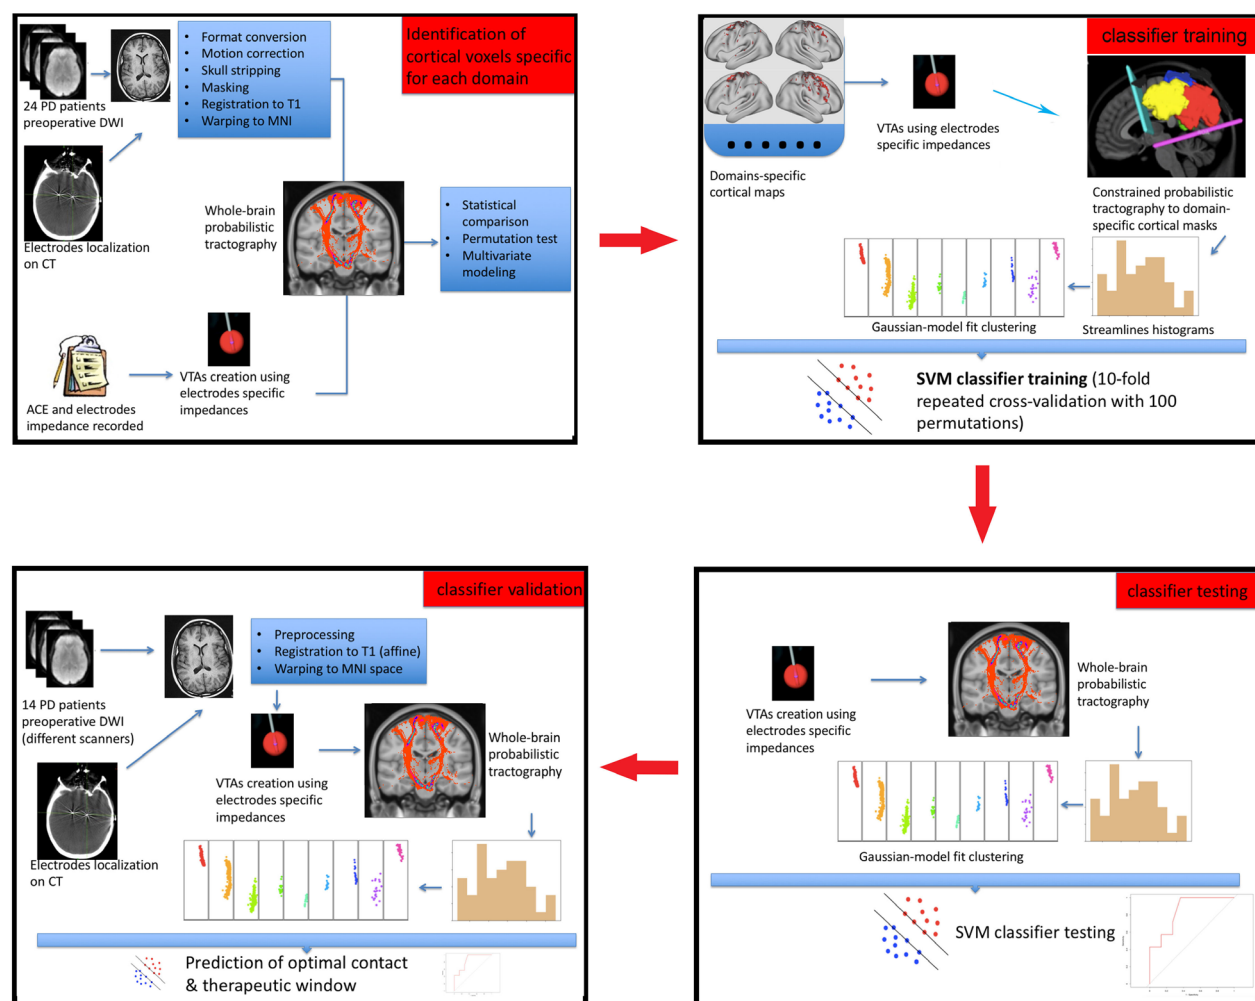 Identification of
cortical voxels specific
for each domain
• Format conversion
• Motion correction
• Skull stripping
• Masking
• Registration to T1
• Warping to MNI
24 PD patients
preoperative DWI
Electrodes localization
on CT
Whole-brain
probabilistic
tractography
• Statistical
comparison
• Permutation test
• Multivariate
modeling
VTAs creation using
electrodes specific
impedances
ACE and electrodes
impedance recorded
classifier training
VTAs using electrodes
specific impedances
Domains-specific
cortical maps
Constrained probabilistic
tractography to domain-
specific cortical masks
Gaussian-model fit clustering
Streamlines histograms
SVM classifier training (10-fold
repeated cross-validation with 100
permutations)
classifier validation
• Preprocessing
• Registration to T1 (affine)
• Warping to MNI space
14 PD patients
preoperative DWI
(different scanners)
Electrodes localization
on CT
VTAs creation using
electrodes specific
impedances
Whole-brain
probabilistic
tractography
Prediction of optimal contact
& therapeutic window
classifier testing
VTAs creation using
electrodes specific
impedances
Whole-brain
probabilistic
tractography
Gaussian-model fit clustering
SVM classifier testing